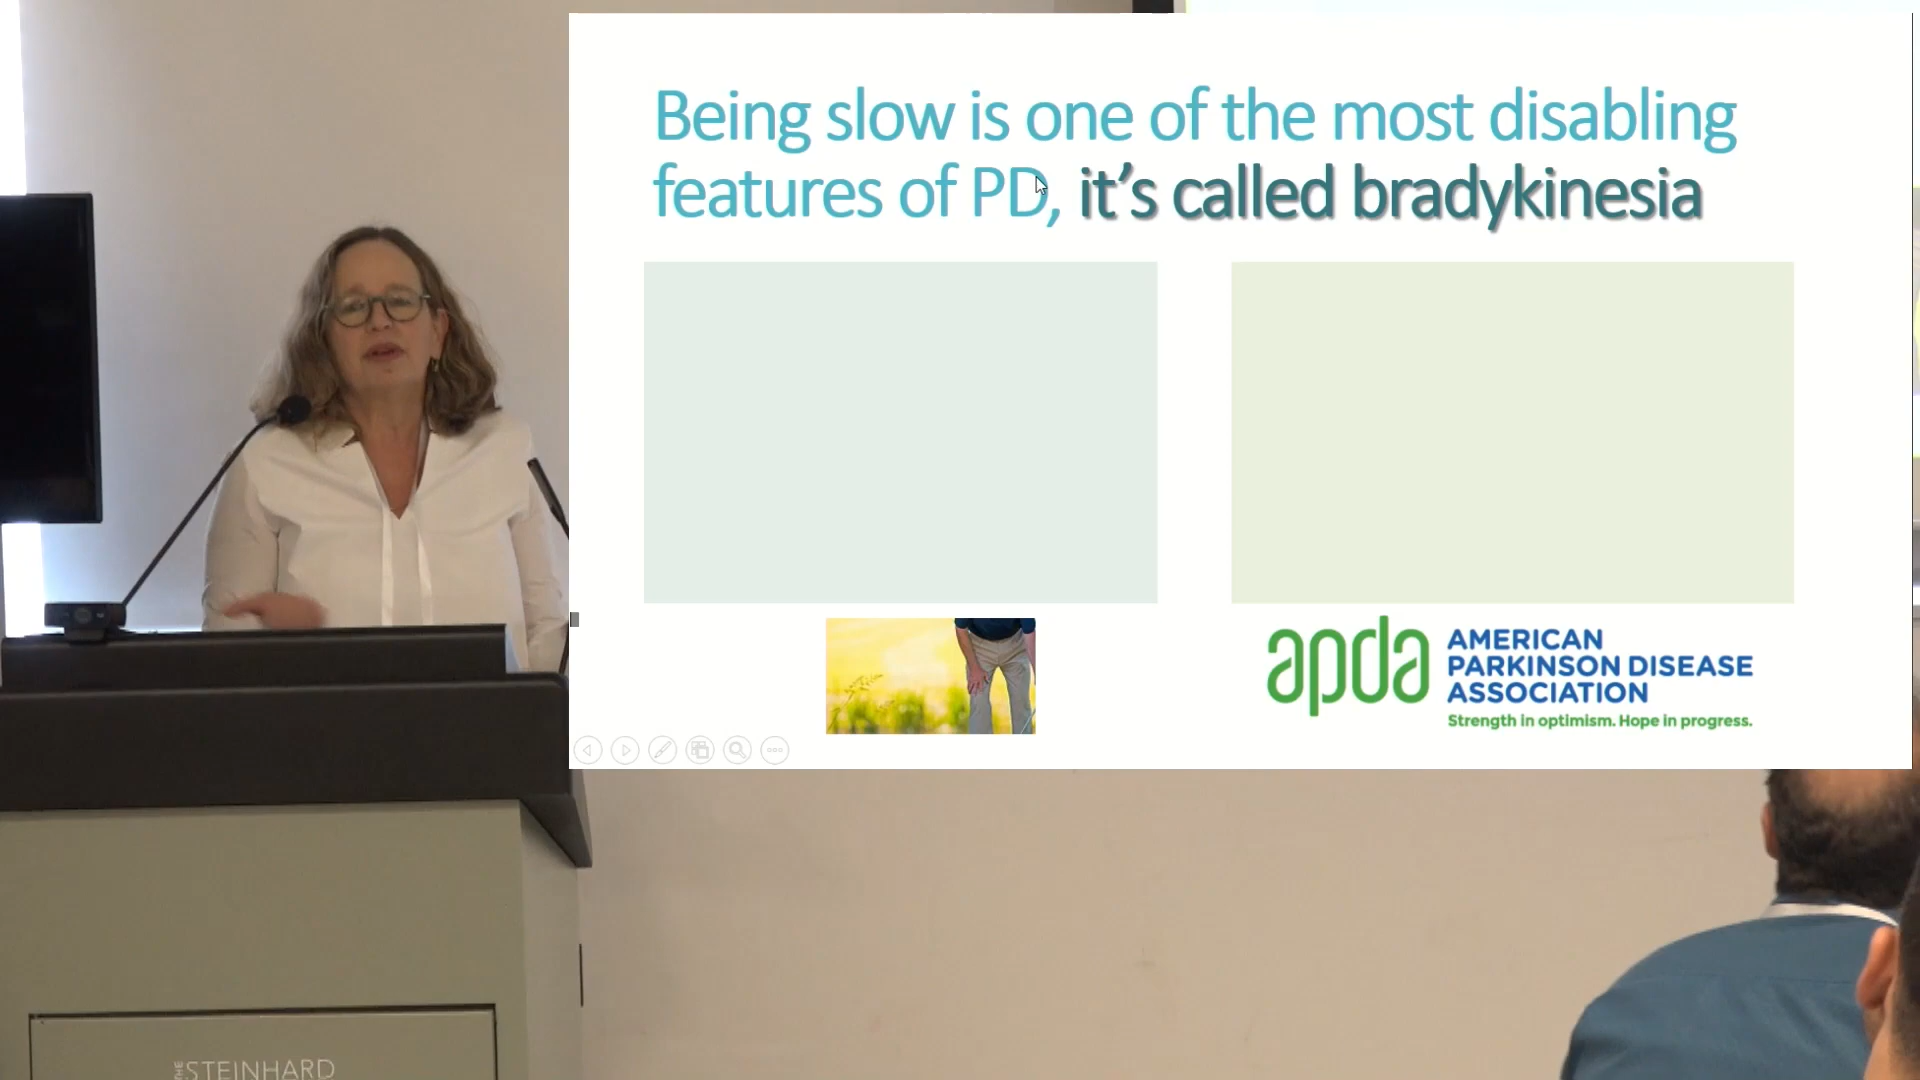 Being slow is one of the most disabling
features of PD, it's called bradykinesia
apda
AMERICAN
PARKINSON DISEASE
ASSOCIATION
Strength in optimism. Hope in progress.
THE STEINHARD